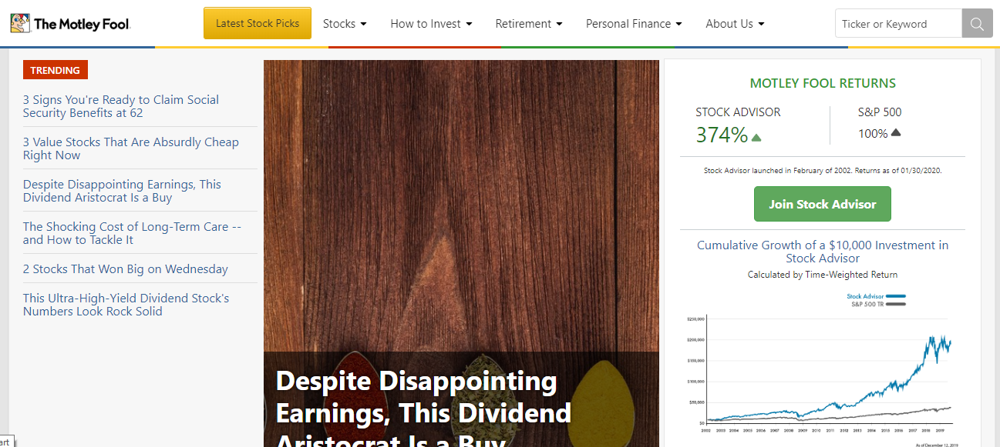 The Motley Fool.
Latest Stock Picks
Stocks
How to Invest
Retirement
Personal Finance
About Us
Ticker or Keyword
TRENDING
3 Signs You're Ready to Claim Social
Security Benefits at 62
3 Value Stocks That Are Absurdly Cheap
Right Now
Despite Disappointing Earnings, This
Dividend Aristocrat Is a Buy
The Shocking Cost of Long-Term Care --
and How to Tackle It
2 Stocks That Won Big on Wednesday
This Ultra-High-Yield Dividend Stock's
Numbers Look Rock Solid
Despite Disappointing
Earnings, This Dividend
Aristocrat Is a Buy
MOTLEY FOOL RETURNS
STOCK ADVISOR
374%
S&P 500
100%
Stock Advisor launched in February of 2002. Returns as of 01/30/2020.
Join Stock Advisor
Cumulative Growth of a $10,000 Investment in
Stock Advisor
Calculated by Time-Weighted Return
Stock Advisor
S&P 500 TR
$250,000
$200,000
$150,000
$100,000
$50,000
$0
2002 2003 2004 2005 2006 2007 2008 2009 2010 2011 2012 2013 2014 2015 2016 2017 2018 2019
As of December 12, 2019